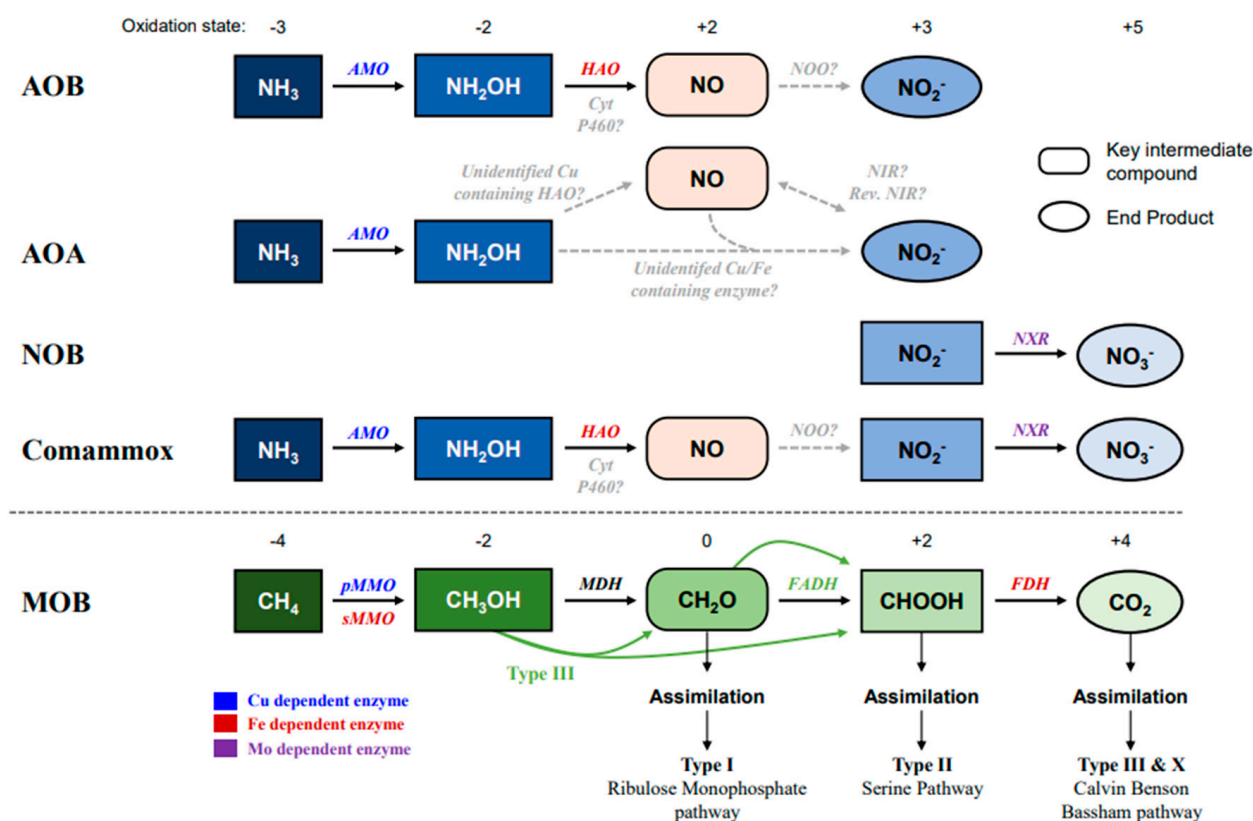 Oxidation state: -3 -2 +2 +3 +5
AOB
NH3
AMO
NH2OH
HAO
Cyt
P460?
NO
NOO?
NO2-
Key intermediate
compound
End Product
AOA
NH3
AMO
NH2OH
Unidentified Cu
containing HAO?
NO
NIR?
Rev. NIR?
Unidentifed Cu/Fe
containing enzyme?
NO2-
NOB
NO2-
NXR
NO3-
Comammox
NH3
AMO
NH2OH
HAO
Cyt
P460?
NO
NOO?
NO2-
NXR
NO3-
-4 -2 0 +2 +4
MOB
CH4
pMMO
sMMO
CH3OH
MDH
CH2O
FADH
CHOOH
FDH
CO2
Type III
Cu dependent enzyme
Fe dependent enzyme
Mo dependent enzyme
Assimilation
Type I
Ribulose Monophosphate
pathway
Assimilation
Type II
Serine Pathway
Assimilation
Type III & X
Calvin Benson
Bassham pathway